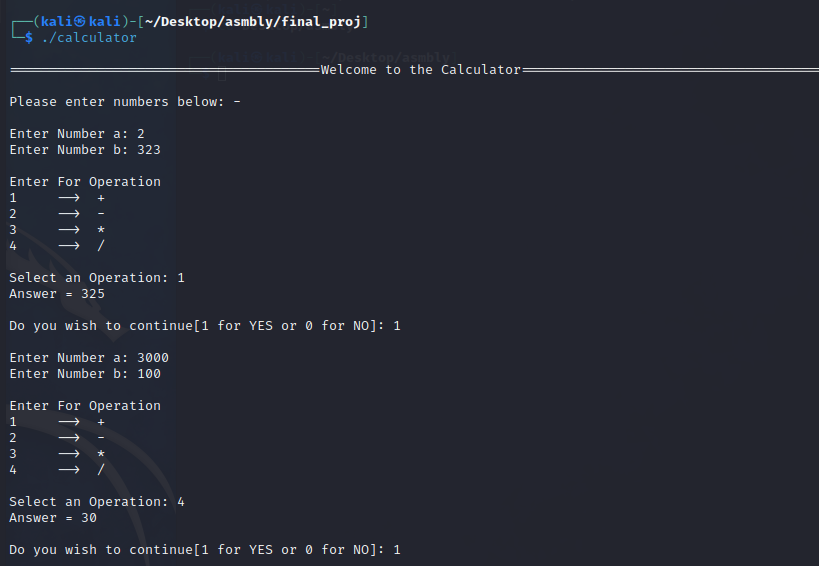 ┌──(kali㉿kali)-[~/Desktop/asmbly/final_proj]
└─$ ./calculator
═══════════════════════════════════════Welcome to the Calculator═════════════════════════════════════
Please enter numbers below: -
Enter Number a: 2
Enter Number b: 323
Enter For Operation
1     ⟶  +
2     ⟶  -
3     ⟶  *
4     ⟶  /
Select an Operation: 1
Answer = 325
Do you wish to continue[1 for YES or 0 for NO]: 1
Enter Number a: 3000
Enter Number b: 100
Enter For Operation
1     ⟶  +
2     ⟶  -
3     ⟶  *
4     ⟶  /
Select an Operation: 4
Answer = 30
Do you wish to continue[1 for YES or 0 for NO]: 1